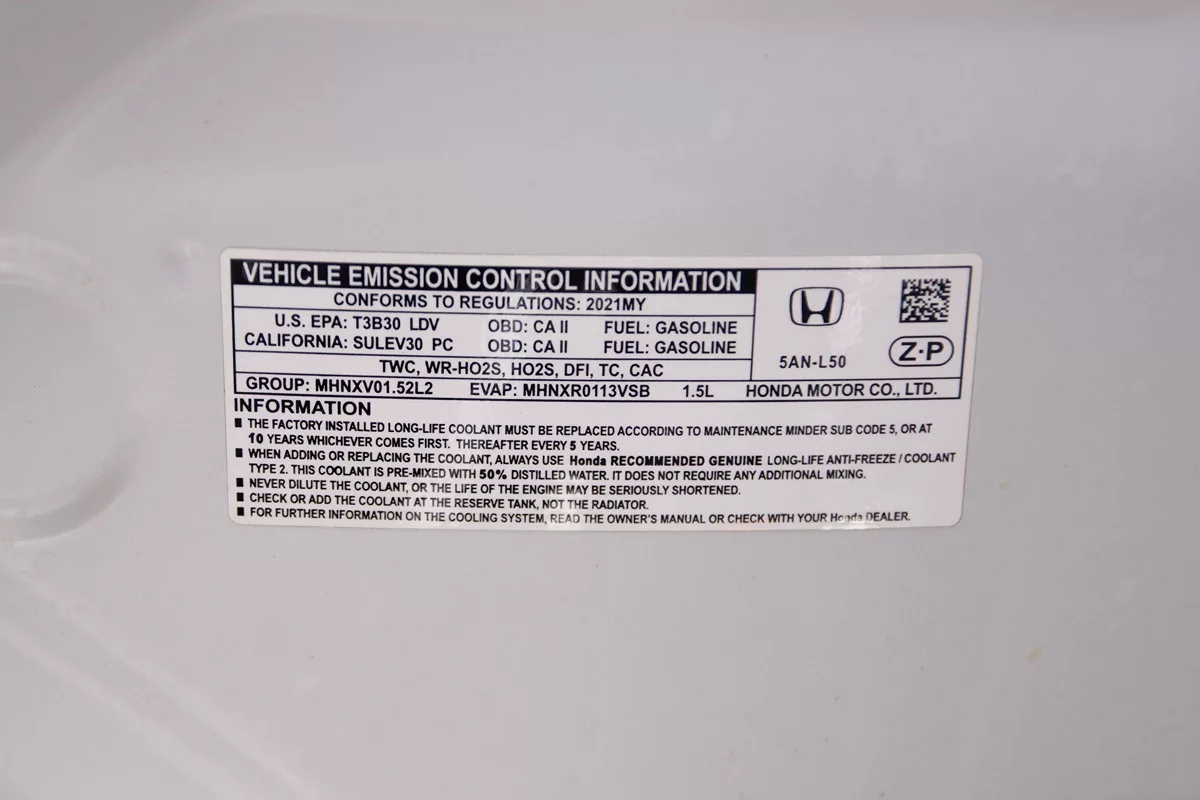 VEHICLE EMISSION CONTROL INFORMATION
CONFORMS TO REGULATIONS: 2021MY
U.S. EPA: T3B30 LDV OBD: CA II FUEL: GASOLINE
CALIFORNIA: SULEV30 PC OBD: CA II FUEL: GASOLINE
TWC, WR-HO2S, HO2S, DFI, TC, CAC
5AN-L50
Z·P
GROUP: MHNXV01.52L2 EVAP: MHNXR0113VSB 1.5L HONDA MOTOR CO., LTD.
INFORMATION
■ THE FACTORY INSTALLED LONG-LIFE COOLANT MUST BE REPLACED ACCORDING TO MAINTENANCE MINDER SUB CODE 5, OR AT
10 YEARS WHICHEVER COMES FIRST. THEREAFTER EVERY 5 YEARS.
■ WHEN ADDING OR REPLACING THE COOLANT, ALWAYS USE Honda RECOMMENDED GENUINE LONG-LIFE ANTI-FREEZE / COOLANT
TYPE 2. THIS COOLANT IS PRE-MIXED WITH 50% DISTILLED WATER. IT DOES NOT REQUIRE ANY ADDITIONAL MIXING.
■ NEVER DILUTE THE COOLANT, OR THE LIFE OF THE ENGINE MAY BE SERIOUSLY SHORTENED.
■ CHECK OR ADD THE COOLANT AT THE RESERVE TANK, NOT THE RADIATOR.
■ FOR FURTHER INFORMATION ON THE COOLING SYSTEM, READ THE OWNER'S MANUAL OR CHECK WITH YOUR Honda DEALER.